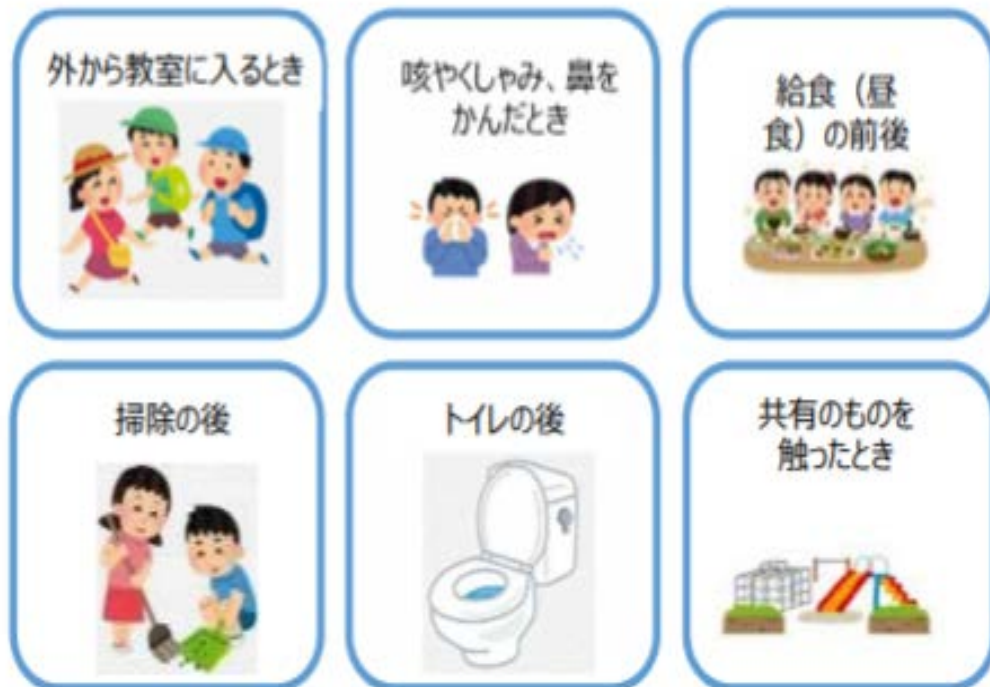 外から教室に入るとき
咳やくしゃみ、鼻を
かんだとき
給食（昼
食）の前後
掃除の後
トイレの後
共有のものを
触ったとき